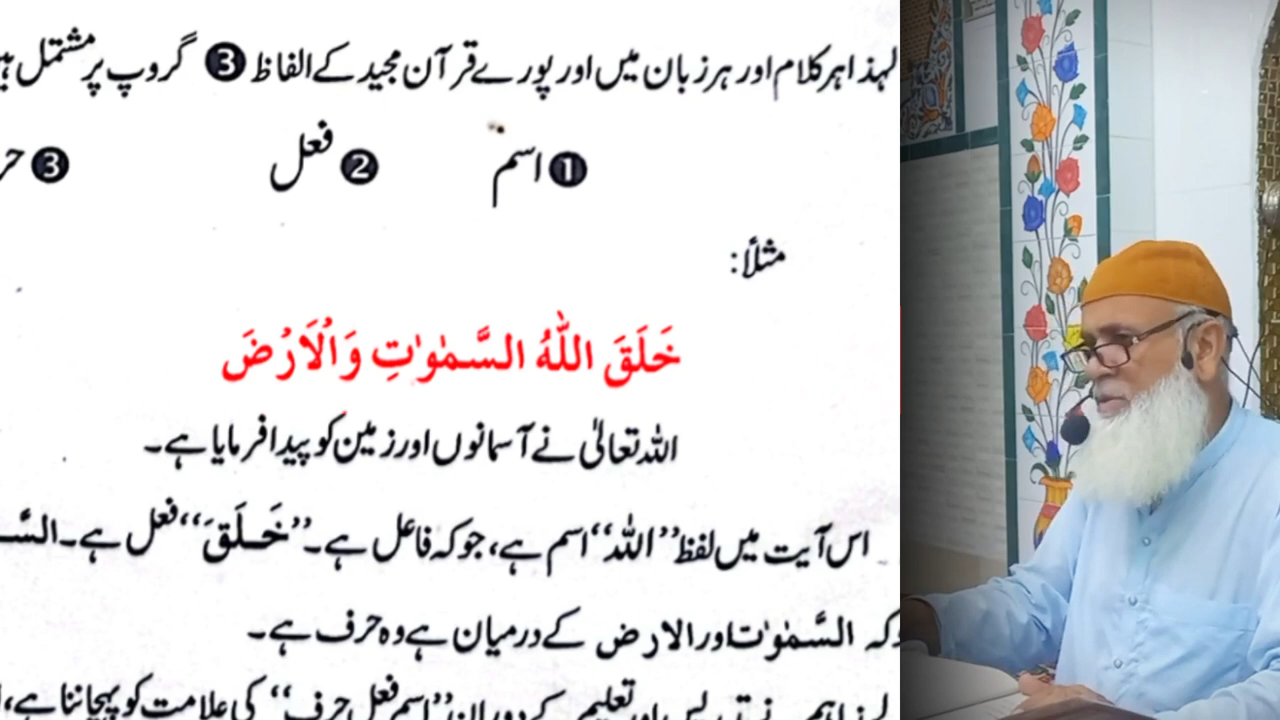 لہذا ہر کلام اور ہر زبان میں اور پورے قرآن مجید کے الفاظ 3 گروپ پر مشتمل
1 اسم 2 فعل 3
مثلاً:
خَلَقَ اللّٰهُ السَّمٰوٰتِ وَالْاَرْضَ
اللہ تعالیٰ نے آسمانوں اور زمین کو پیدا فرمایا ہے۔
اس آیت میں لفظ ”اللّٰہ“ اسم ہے، جو کہ فاعل ہے۔ ”خَلَقَ“ فعل ہے۔
کہ السَّمٰوٰت اور الارض کے درمیان ہے وہ حرف ہے۔
”اسم فعل حرف“ کی علامت کو پہچاننا ہے،